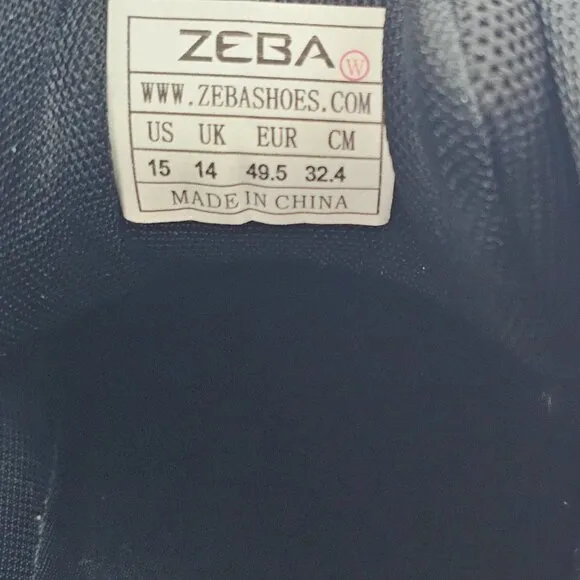 ZEBA W
WWW.ZEBASHOES.COM
US UK EUR CM
15 14 49.5 32.4
MADE IN CHINA